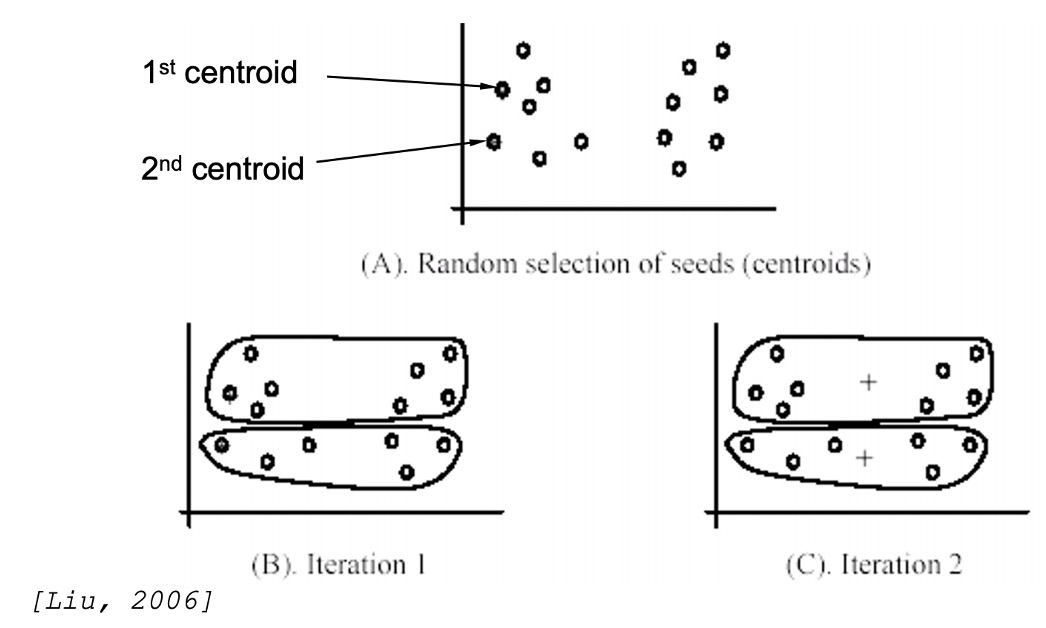 1st centroid
2nd centroid
(A). Random selection of seeds (centroids)
(B). Iteration 1
(C). Iteration 2
[Liu, 2006]